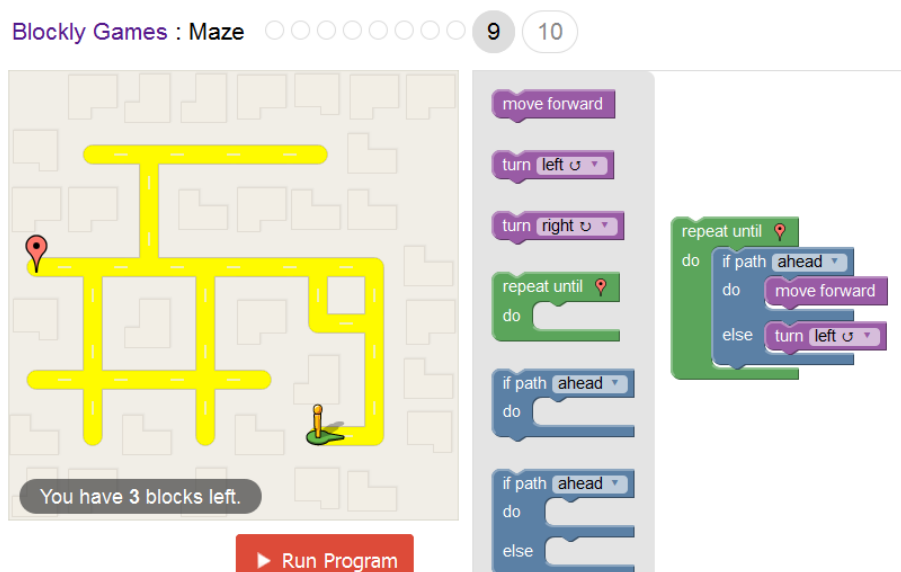 Blockly Games : Maze 9 10
move forward
turn left ↺ ▼
turn right ↻ ▼
repeat until
do
if path ahead ▼
do
if path ahead ▼
do
else
repeat until
do if path ahead ▼
do move forward
else turn left ↺ ▼
You have 3 blocks left.
Run Program